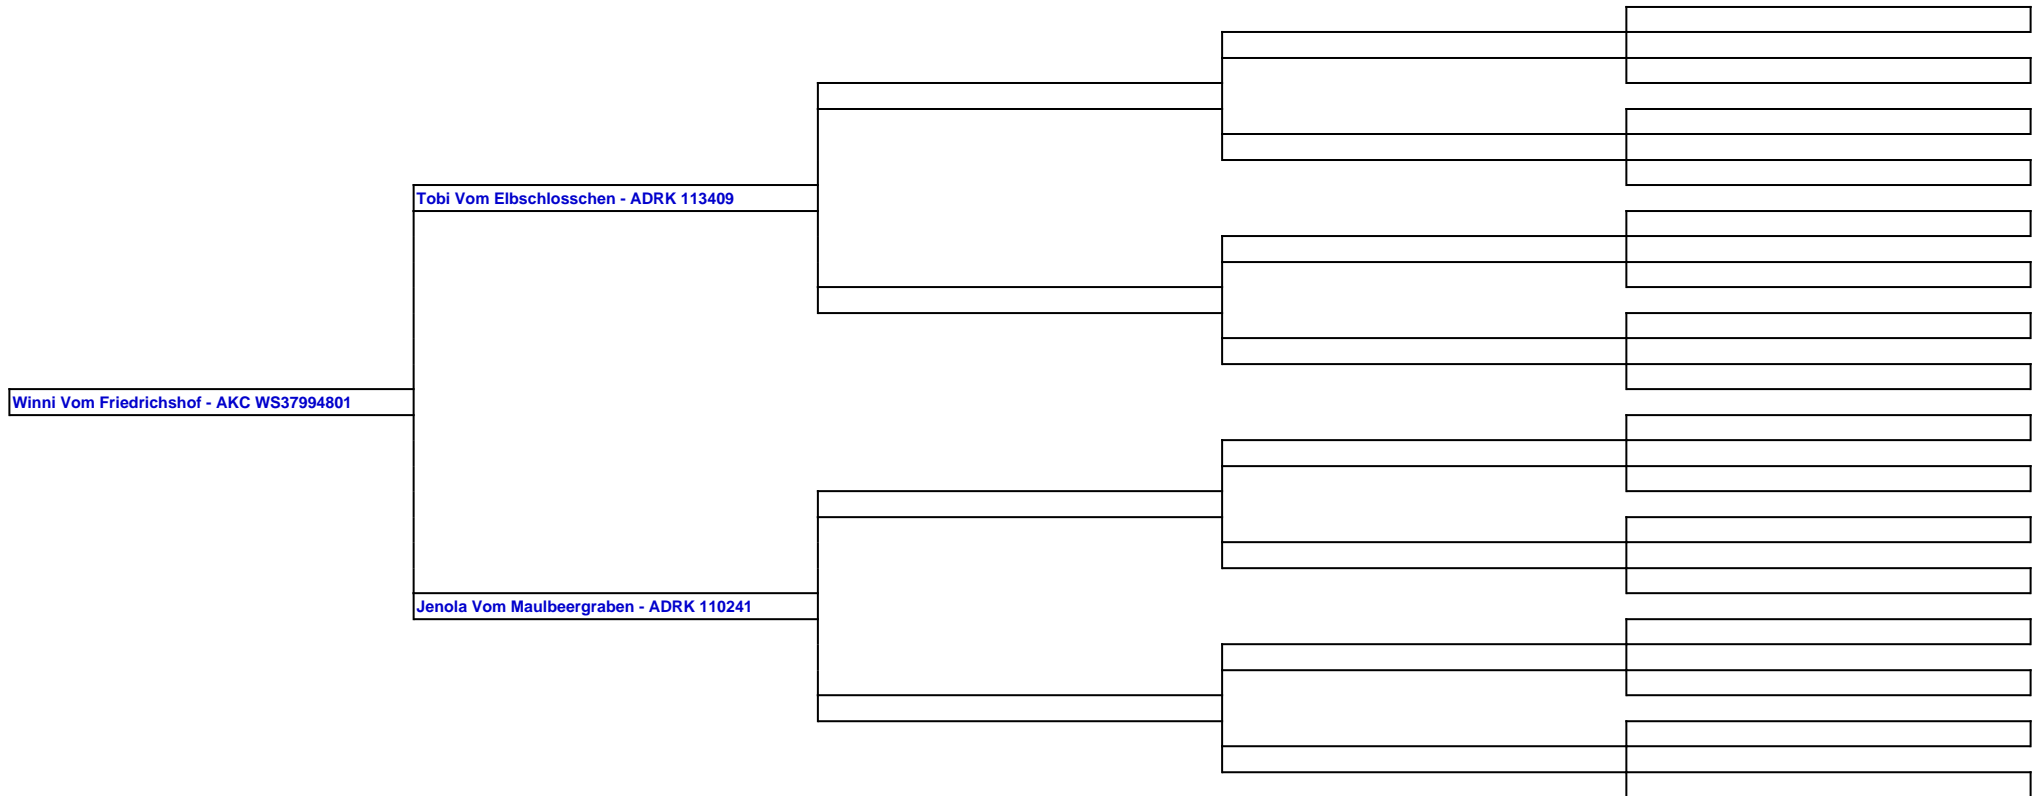 Tobi Vom Elbschlosschen - ADRK 113409
Winni Vom Friedrichshof - AKC WS37994801
Jenola Vom Maulbeergraben - ADRK 110241